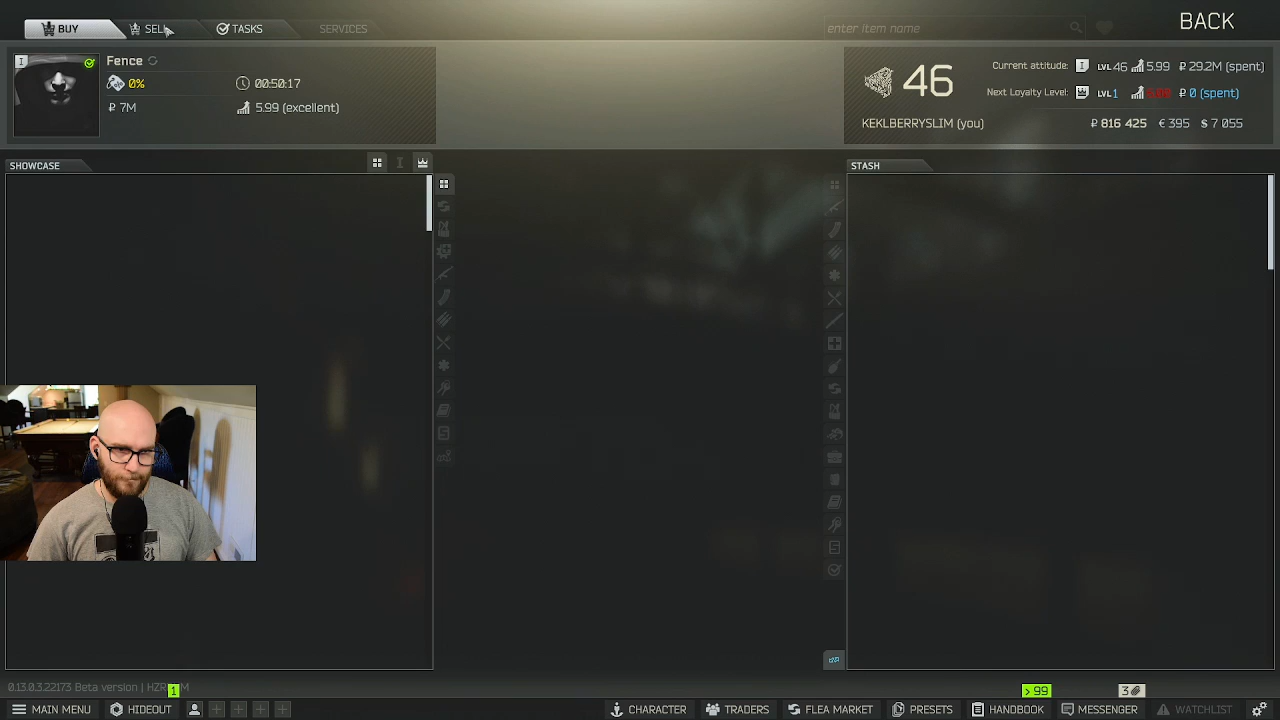 BUY
SELL
TASKS
SERVICES
enter item name
BACK
I
Fence
0%
00:50:17
₽ 7M
5.99 (excellent)
46
Current attitude: I LVL 46 5.99 ₽ 29.2M (spent)
Next Loyalty Level: LVL 1 ₽ 0 (spent)
KEKLBERRYSLIM (you)
₽ 816 425 € 395 $ 7 055
SHOWCASE
I
STASH
0.13.0.3.22173 Beta version |
1
> 99
3
MAIN MENU
HIDEOUT
CHARACTER
TRADERS
FLEA MARKET
PRESETS
HANDBOOK
MESSENGER
WATCHLIST